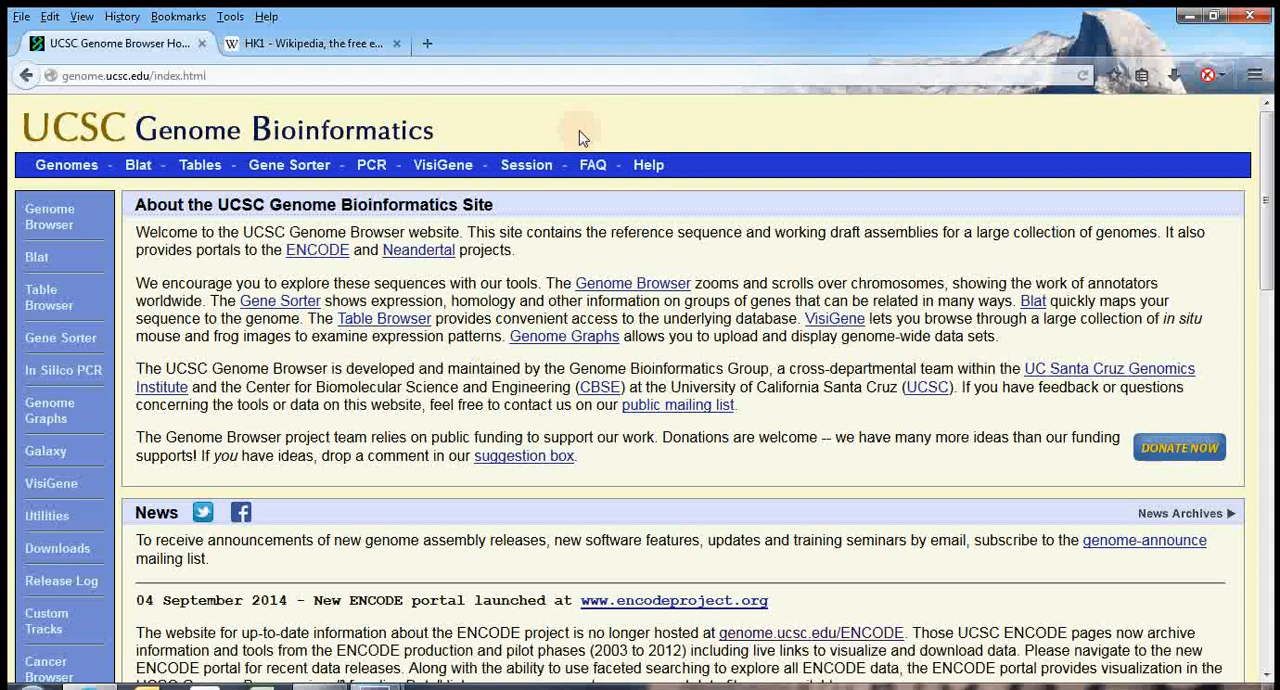 File Edit View History Bookmarks Tools Help
UCSC Genome Browser Ho... HK1 - Wikipedia, the free e...
genome.ucsc.edu/index.html
UCSC Genome Bioinformatics
Genomes - Blat - Tables - Gene Sorter - PCR - VisiGene - Session - FAQ - Help
Genome
Browser
Blat
Table
Browser
Gene Sorter
In Silico PCR
Genome
Graphs
Galaxy
VisiGene
Utilities
Downloads
Release Log
Custom
Tracks
Cancer
Browser
About the UCSC Genome Bioinformatics Site
Welcome to the UCSC Genome Browser website. This site contains the reference sequence and working draft assemblies for a large collection of genomes. It also
provides portals to the ENCODE and Neandertal projects.
We encourage you to explore these sequences with our tools. The Genome Browser zooms and scrolls over chromosomes, showing the work of annotators
worldwide. The Gene Sorter shows expression, homology and other information on groups of genes that can be related in many ways. Blat quickly maps your
sequence to the genome. The Table Browser provides convenient access to the underlying database. VisiGene lets you browse through a large collection of in situ
mouse and frog images to examine expression patterns. Genome Graphs allows you to upload and display genome-wide data sets.
The UCSC Genome Browser is developed and maintained by the Genome Bioinformatics Group, a cross-departmental team within the UC Santa Cruz Genomics
Institute and the Center for Biomolecular Science and Engineering (CBSE) at the University of California Santa Cruz (UCSC). If you have feedback or questions
concerning the tools or data on this website, feel free to contact us on our public mailing list.
The Genome Browser project team relies on public funding to support our work. Donations are welcome -- we have many more ideas than our funding
supports! If you have ideas, drop a comment in our suggestion box.
DONATE NOW
News
News Archives ▶
To receive announcements of new genome assembly releases, new software features, updates and training seminars by email, subscribe to the genome-announce
mailing list.
04 September 2014 - New ENCODE portal launched at www.encodeproject.org
The website for up-to-date information about the ENCODE project is no longer hosted at genome.ucsc.edu/ENCODE. Those UCSC ENCODE pages now archive
information and tools from the ENCODE production and pilot phases (2003 to 2012) including live links to visualize and download data. Please navigate to the new
ENCODE portal for recent data releases. Along with the ability to use faceted searching to explore all ENCODE data, the ENCODE portal provides visualization in the